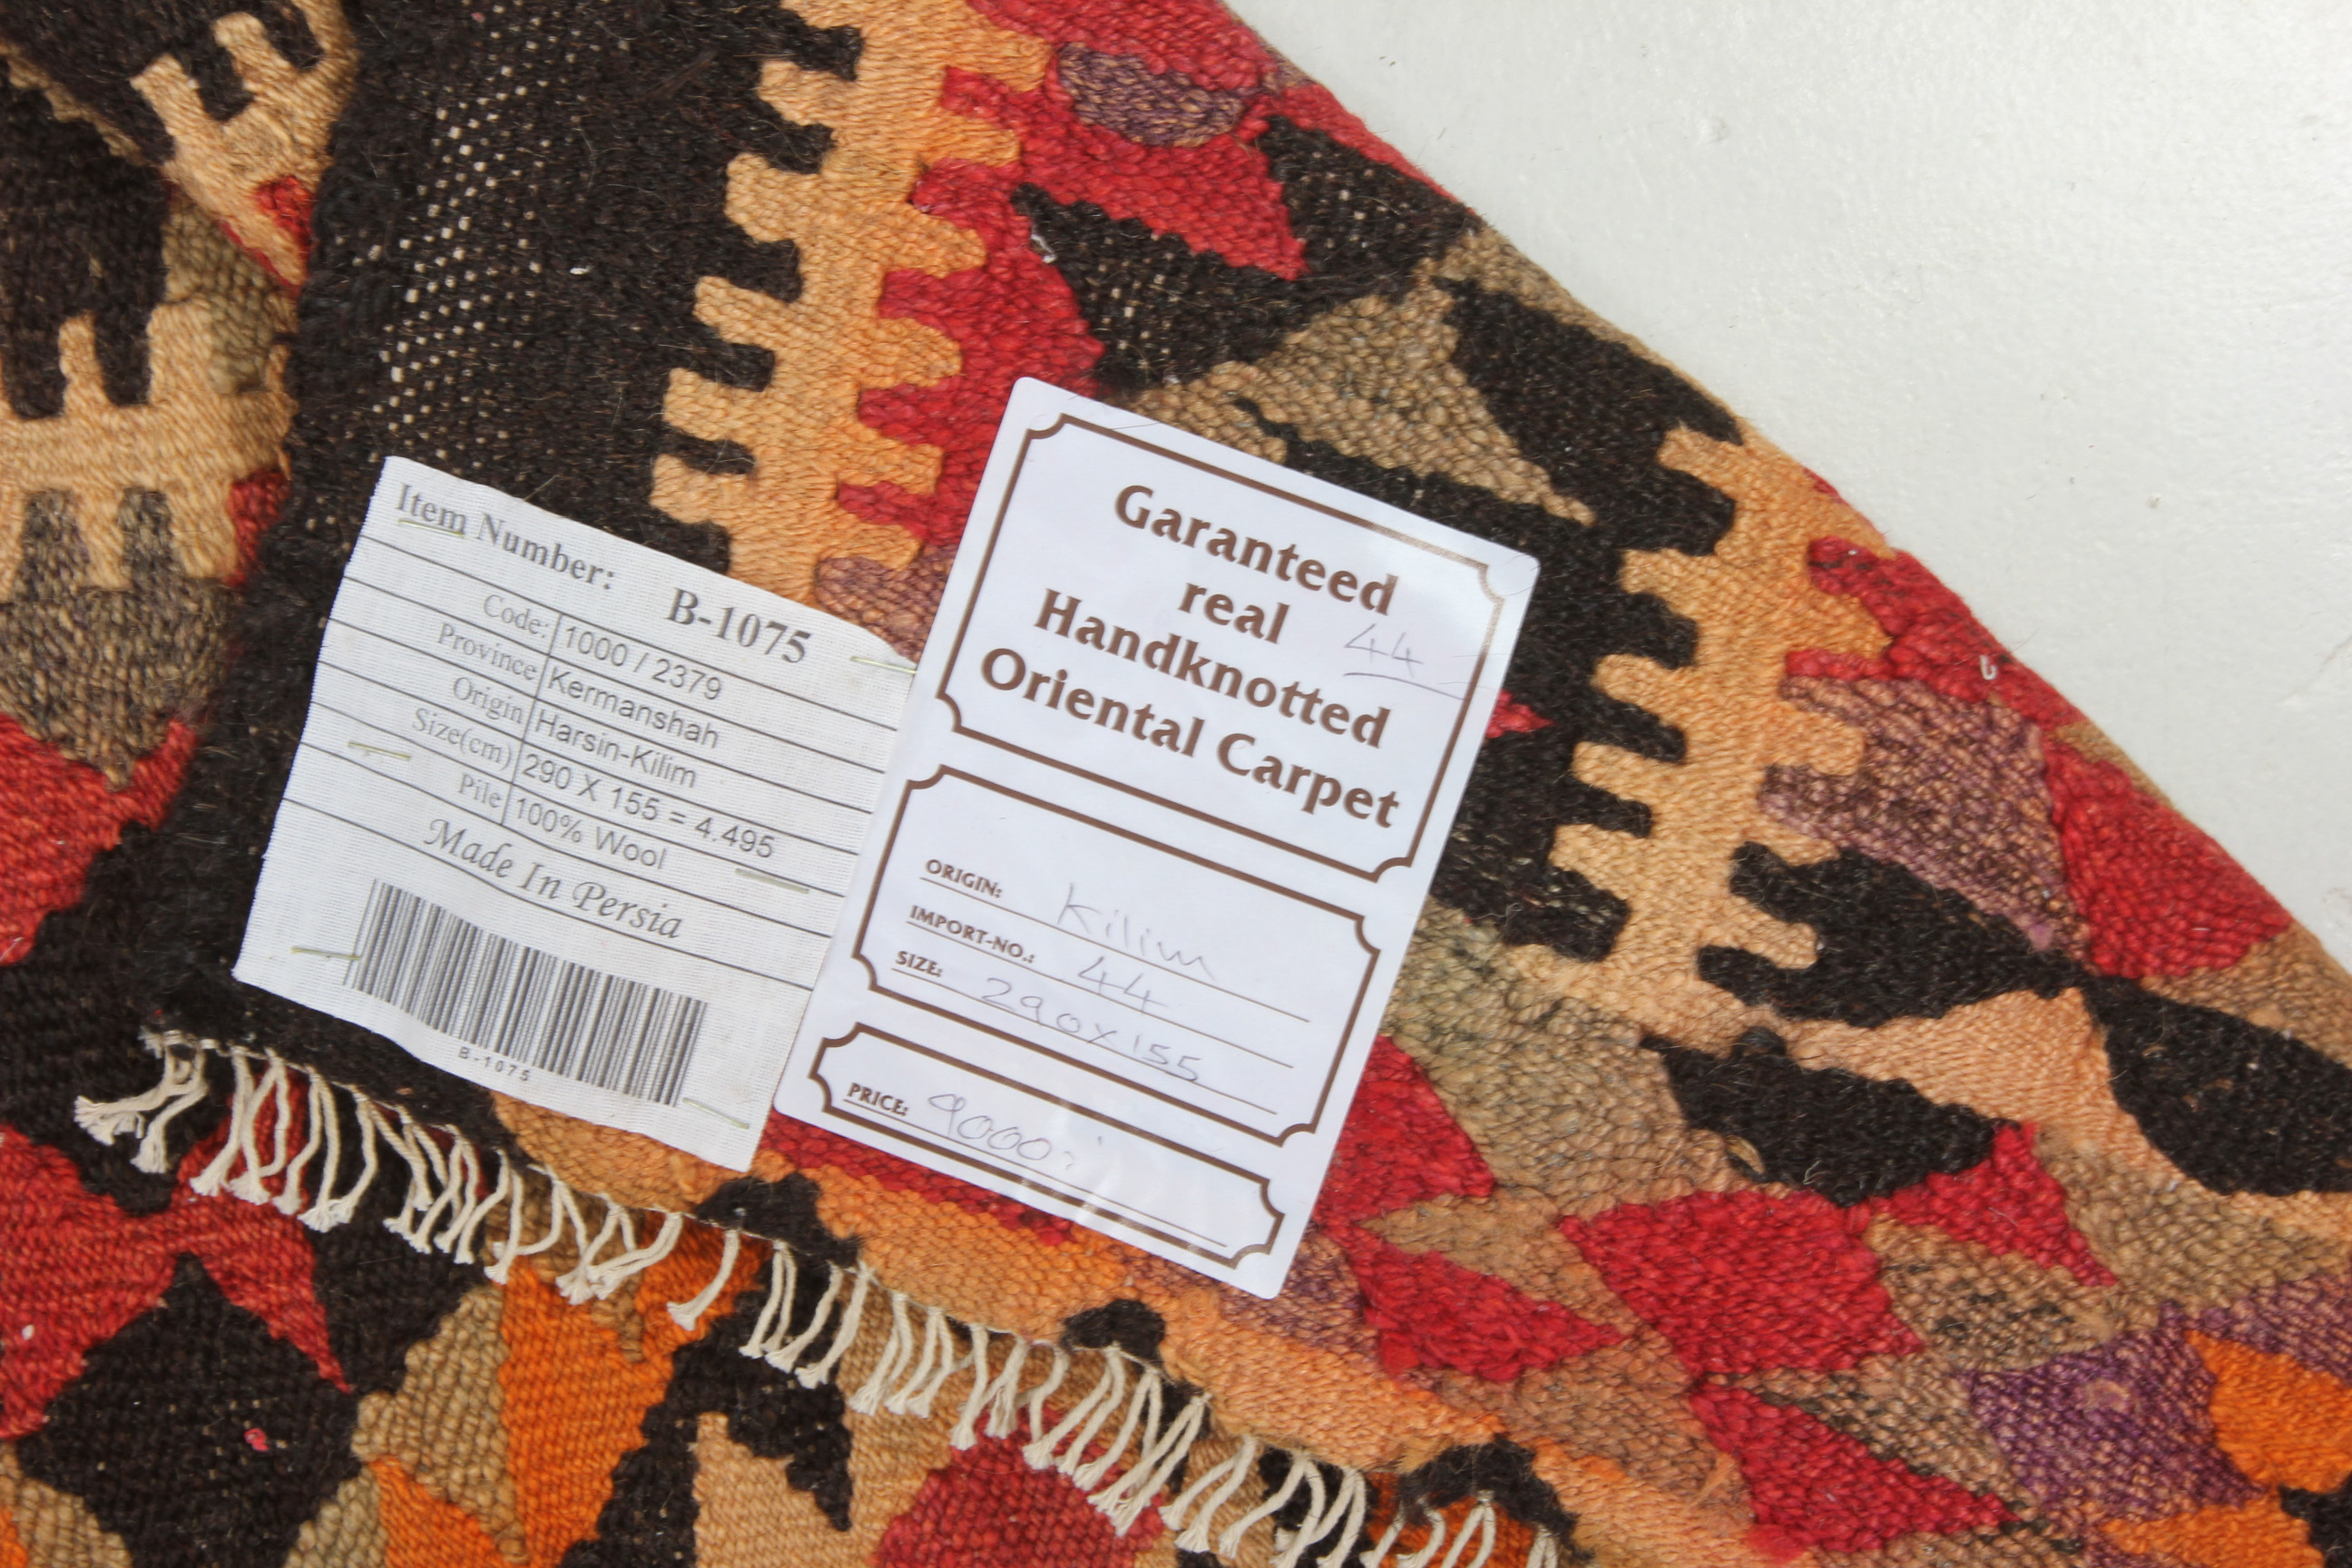 Item Number: B-1075
Code: 1000 / 2379
Province Kermanshah
Origin Harsin-Kilim
Size(cm) 290 X 155 = 4.495
Pile 100% Wool
Made In Persia
B-1075
Garanteed
real 44
Handknotted
Oriental Carpet
ORIGIN: Kilim
IMPORT-NO.: 44
SIZE: 290x155
PRICE: 9000